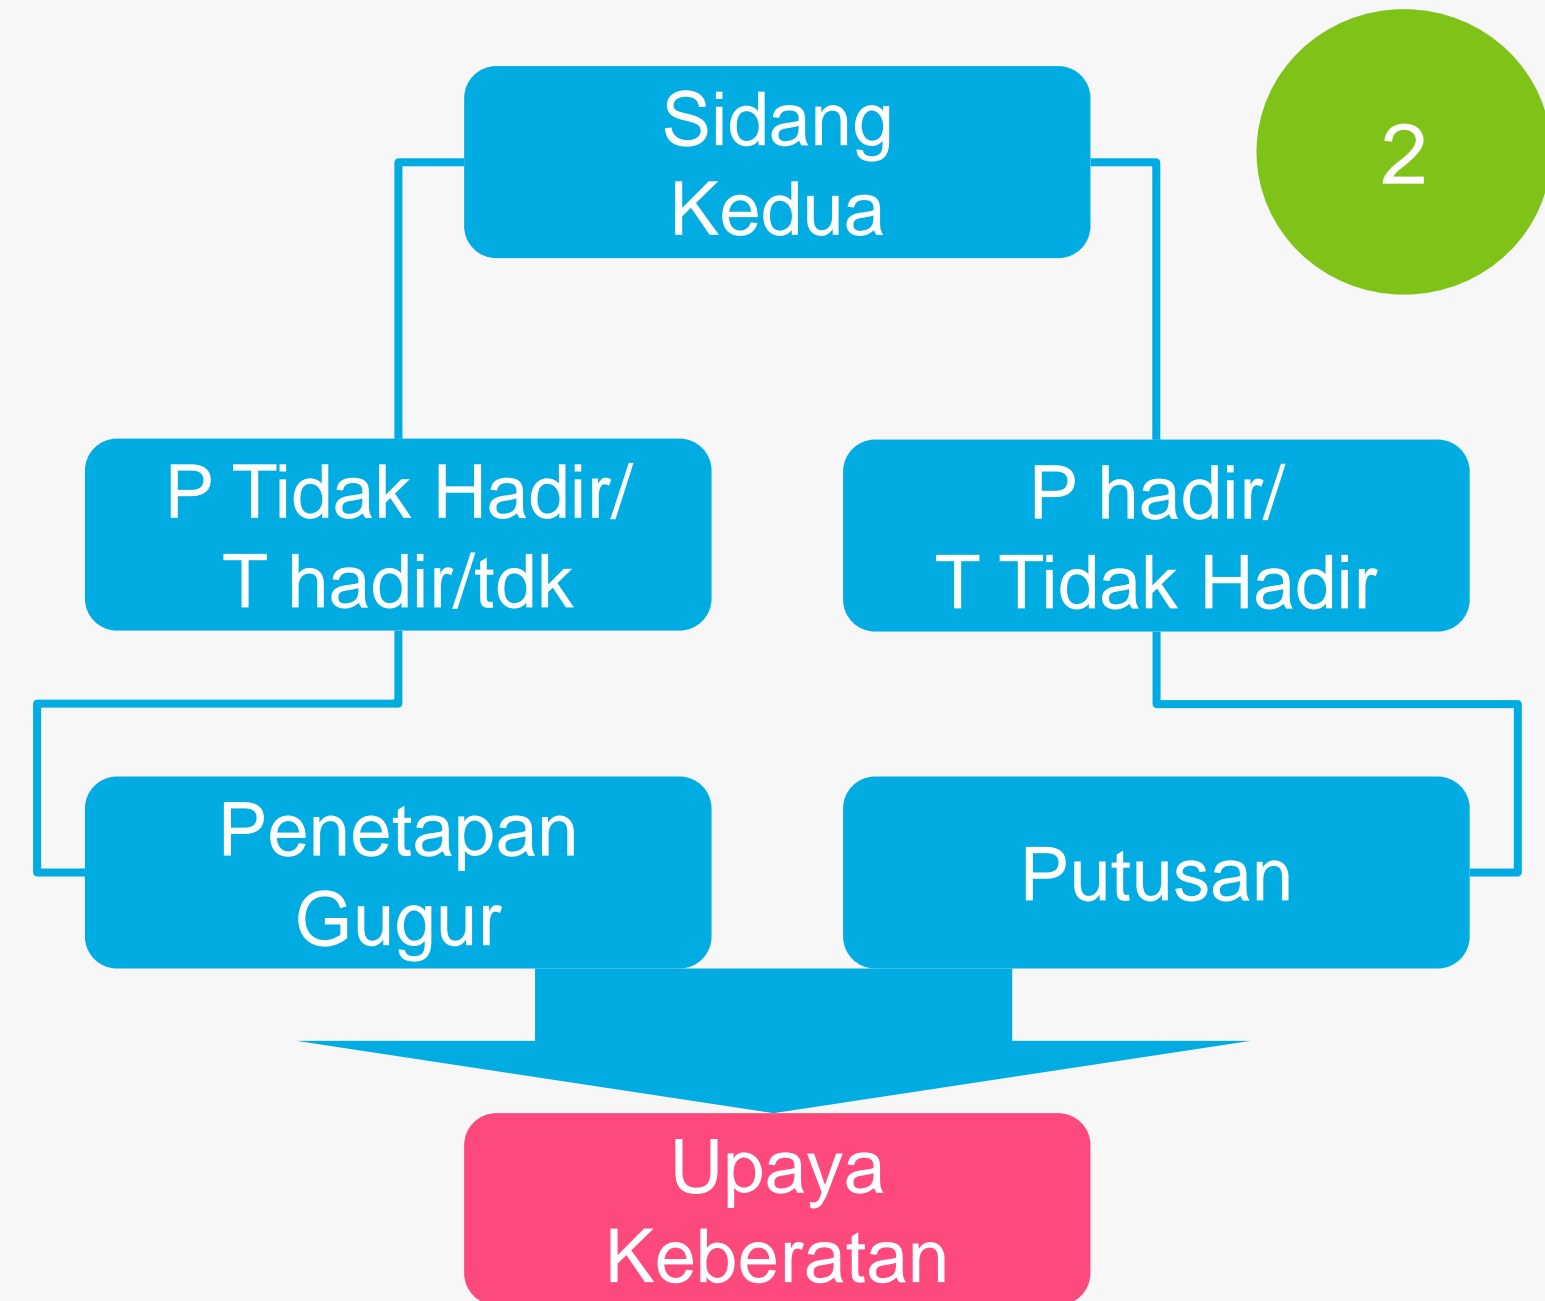 Sidang
Kedua
2
P Tidak Hadir/
T hadir/tdk
P hadir/
T Tidak Hadir
Penetapan
Gugur
Putusan
Upaya
Keberatan